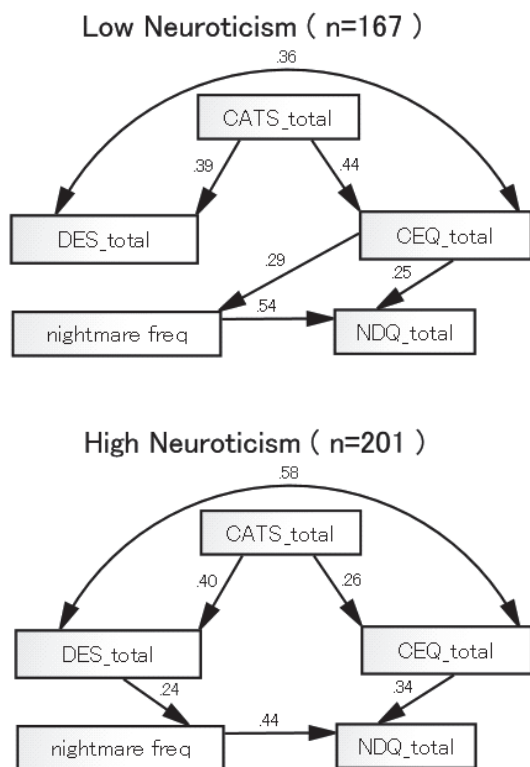 Low Neuroticism ( n=167 )
.36
CATS_total
.39
.44
DES_total
CEQ_total
.29
.25
.54
nightmare freq
NDQ_total
High Neuroticism ( n=201 )
.58
CATS_total
.40
.26
DES_total
CEQ_total
.24
.34
.44
nightmare freq
NDQ_total